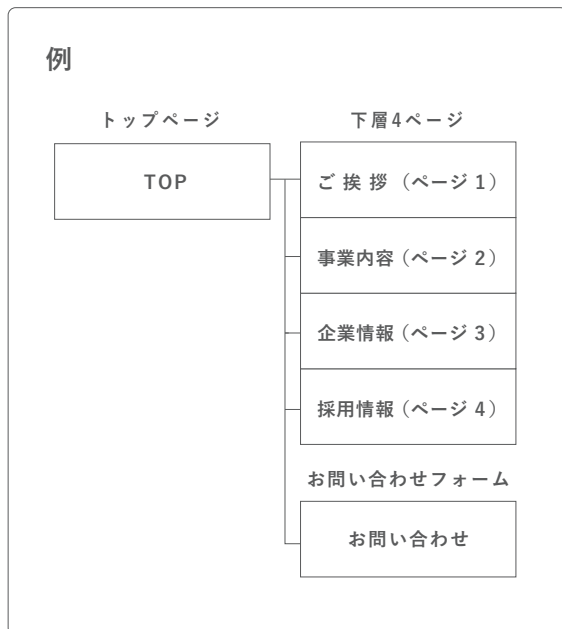 例
トップページ
下層4ページ
TOP
ご 挨 拶 （ページ 1）
事業内容（ページ 2）
企業情報（ページ 3）
採用情報（ページ 4）
お問い合わせフォーム
お問い合わせ